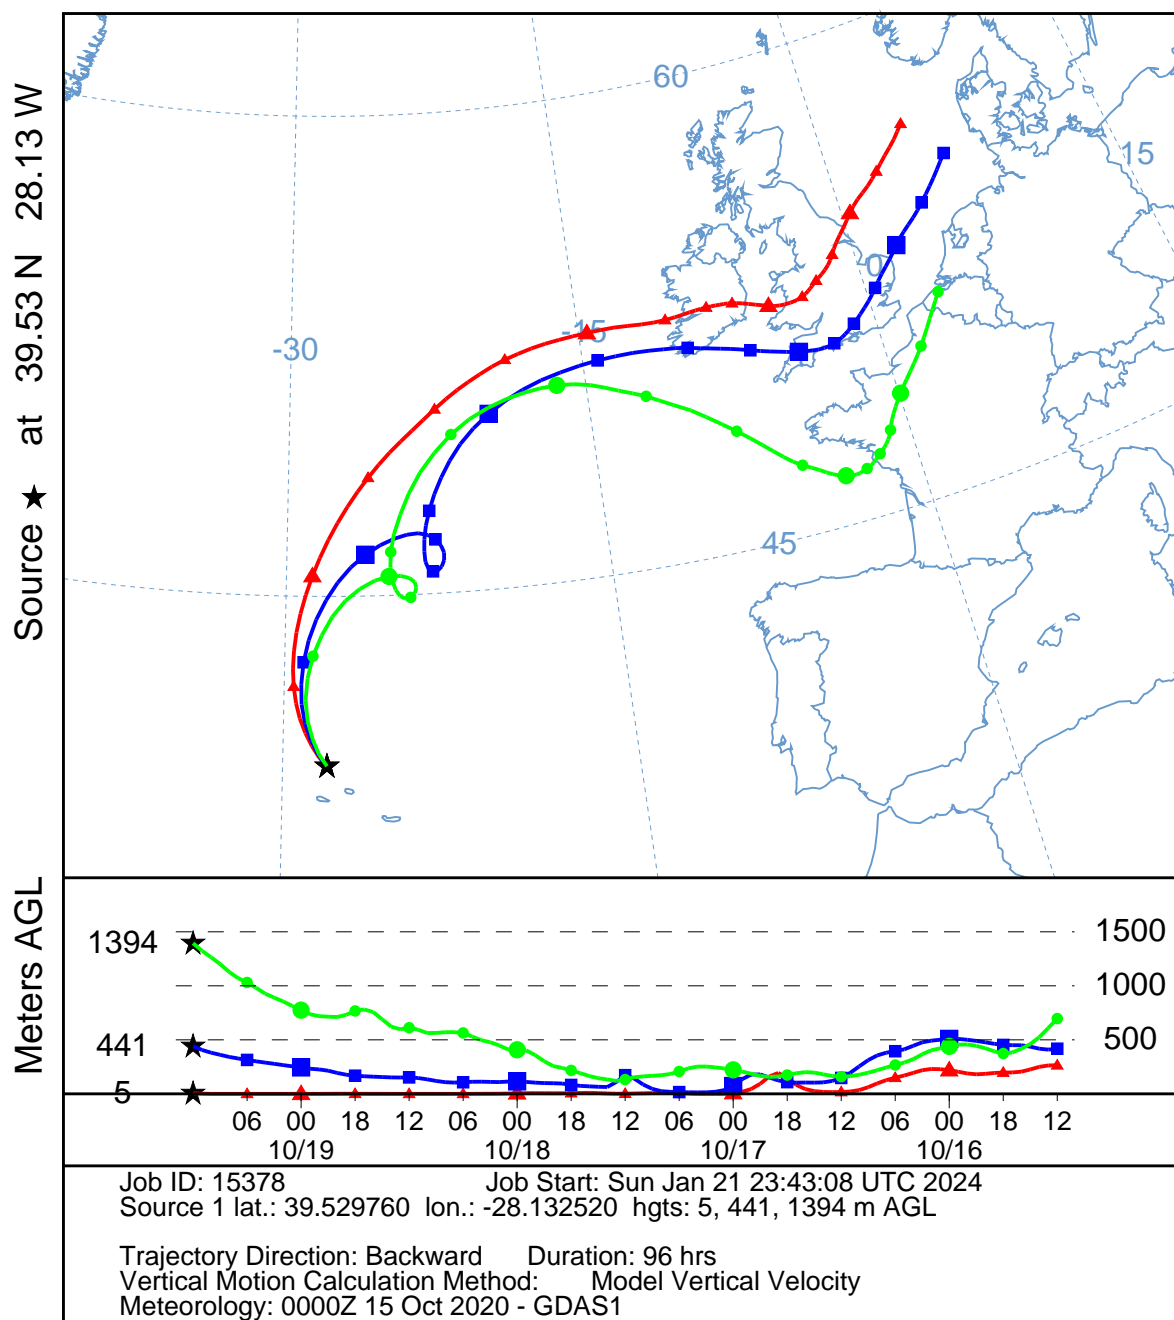 Source ★ at 39.53 N 28.13 W
60
15
0
-15
-30
45
Meters AGL
1394
441
5
1500
1000
500
06 00 18 12 06 00 18 12 06 00 18 12 06 00 18 12
10/19 10/18 10/17 10/16
Job ID: 15378 Job Start: Sun Jan 21 23:43:08 UTC 2024
Source 1 lat.: 39.529760 lon.: -28.132520 hgts: 5, 441, 1394 m AGL
Trajectory Direction: Backward Duration: 96 hrs
Vertical Motion Calculation Method: Model Vertical Velocity
Meteorology: 0000Z 15 Oct 2020 - GDAS1